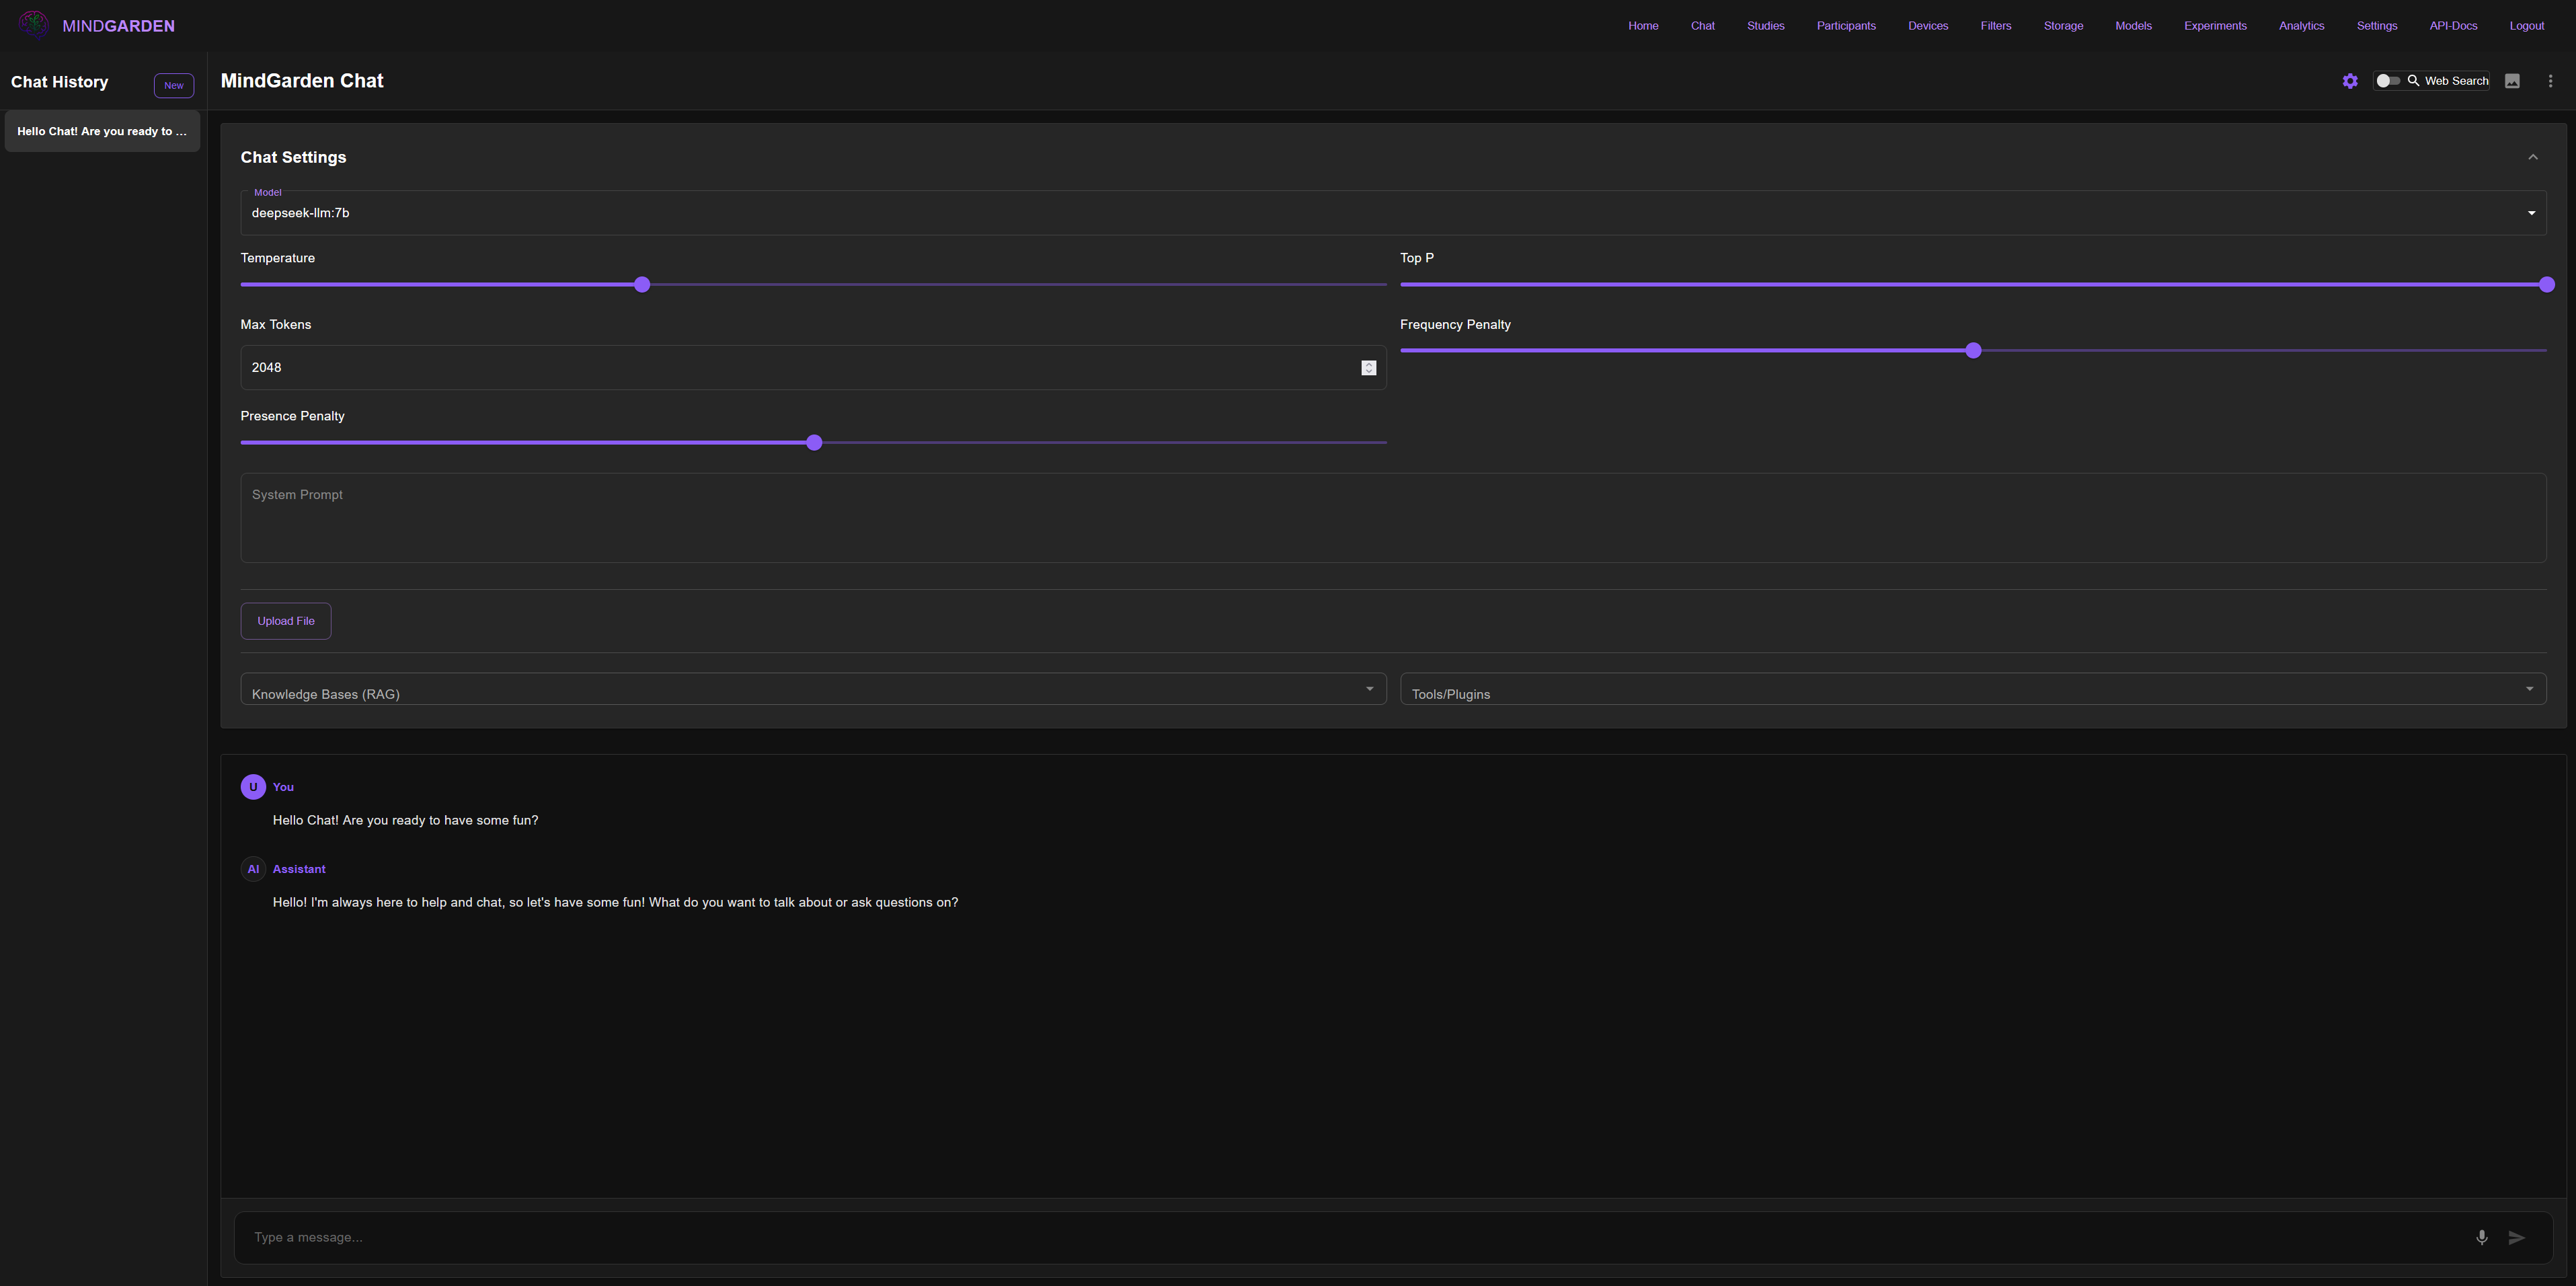 MINDGARDEN
Home Chat Studies Participants Devices Filters Storage Models Experiments Analytics Settings API-Docs Logout
Chat History
New
Hello Chat! Are you ready to ...
MindGarden Chat
Web Search
Chat Settings
Model
deepseek-llm:7b
Temperature
Top P
Max Tokens
2048
Frequency Penalty
Presence Penalty
System Prompt
Upload File
Knowledge Bases (RAG)
Tools/Plugins
U You
Hello Chat! Are you ready to have some fun?
AI Assistant
Hello! I'm always here to help and chat, so let's have some fun! What do you want to talk about or ask questions on?
Type a message...